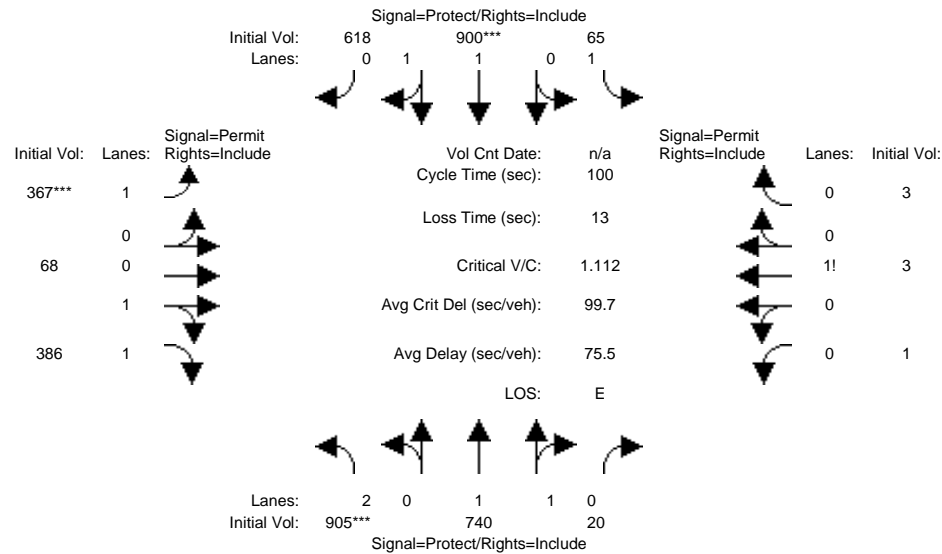 Signal=Protect/Rights=Include
Initial Vol: 618 900*** 65
Lanes: 0 1 1 0 1
Signal=Permit Signal=Permit
Initial Vol: Lanes: Rights=Include Vol Cnt Date: n/a Rights=Include Lanes: Initial Vol:
Cycle Time (sec): 100
367*** 1 0 3
Loss Time (sec): 13
0 0
68 0 Critical V/C: 1.112 1! 3
1 Avg Crit Del (sec/veh): 99.7 0
386 1 Avg Delay (sec/veh): 75.5 0 1
LOS: E
Lanes: 2 0 1 1 0
Initial Vol: 905*** 740 20
Signal=Protect/Rights=Include